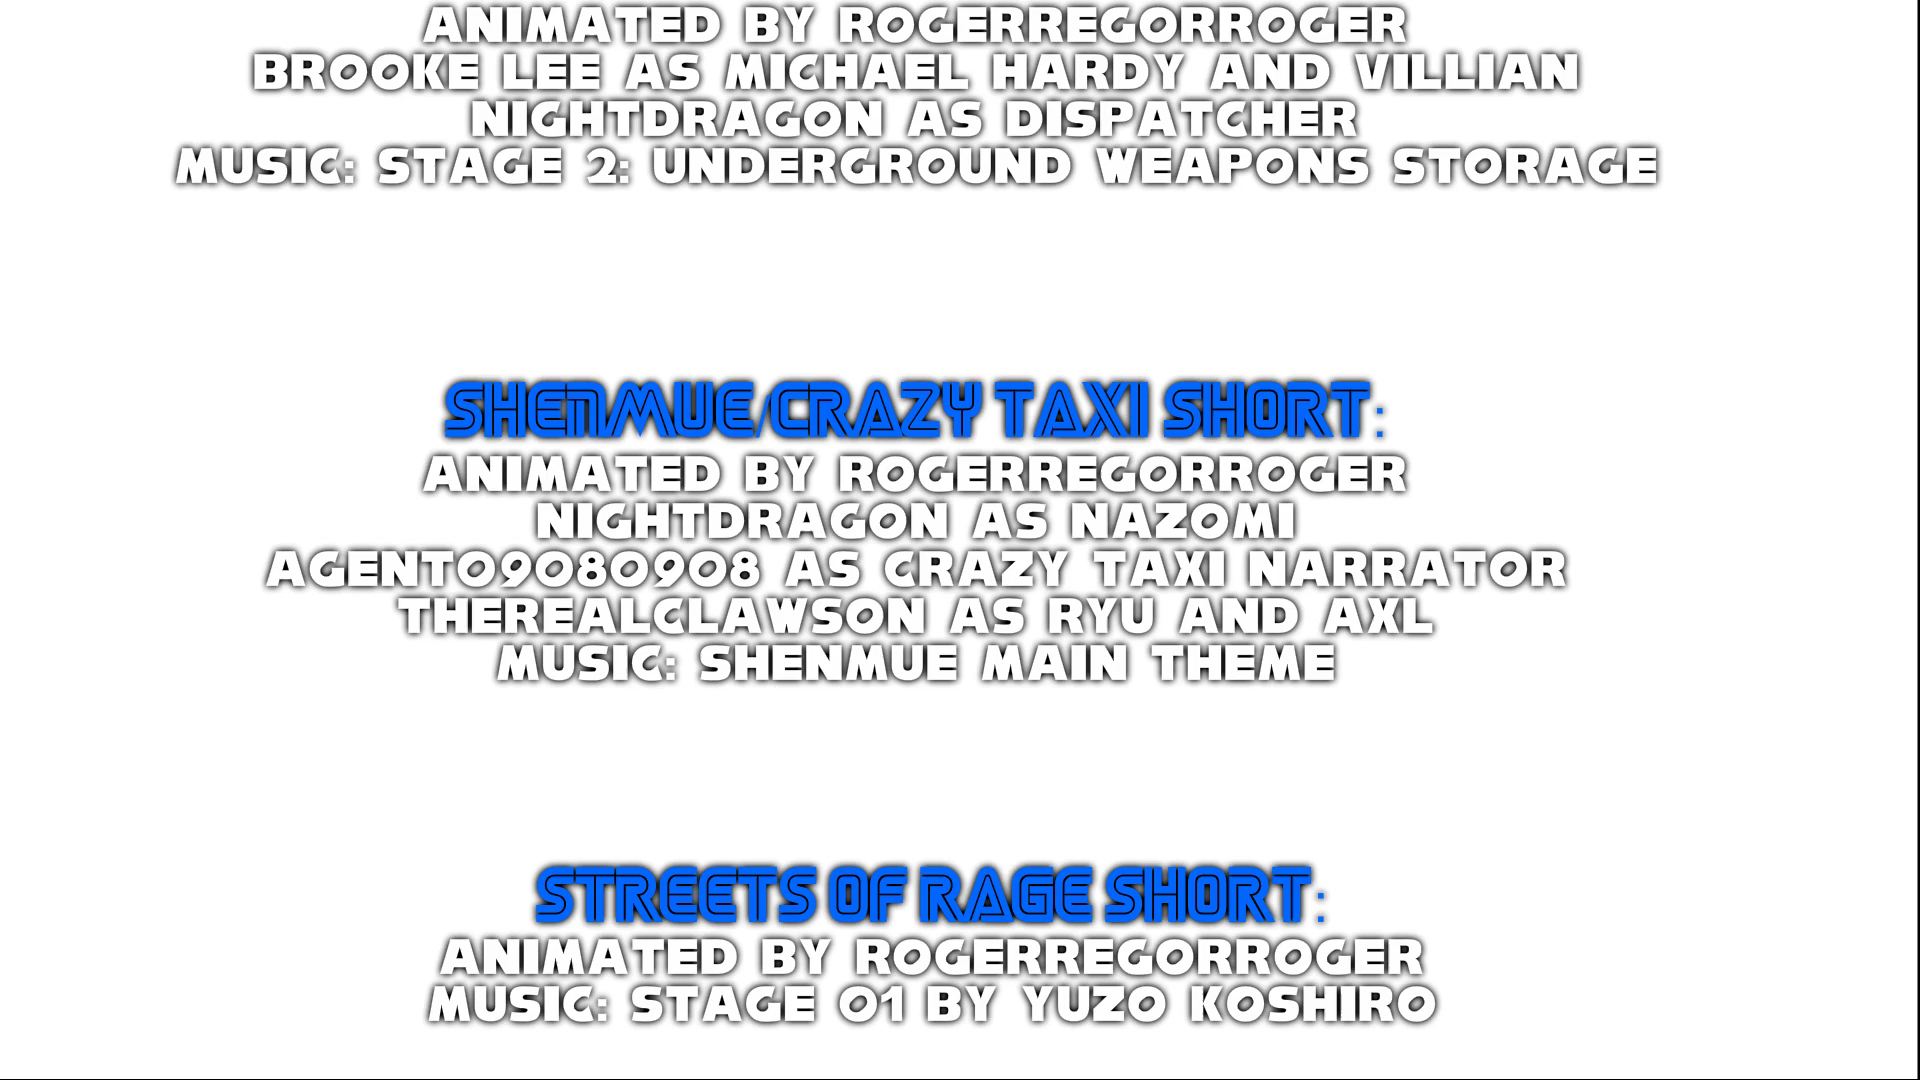 ANIMATED BY ROGERREGORROGER
BROOKE LEE AS MICHAEL HARDY AND VILLIAN
NIGHTDRAGON AS DISPATCHER
MUSIC: STAGE 2: UNDERGROUND WEAPONS STORAGE
SHENMUE/CRAZY TAXI SHORT:
ANIMATED BY ROGERREGORROGER
NIGHTDRAGON AS NAZOMI
AGENT09080908 AS CRAZY TAXI NARRATOR
THEREALCLAWSON AS RYU AND AXL
MUSIC: SHENMUE MAIN THEME
STREETS OF RAGE SHORT:
ANIMATED BY ROGERREGORROGER
MUSIC: STAGE 01 BY YUZO KOSHIRO